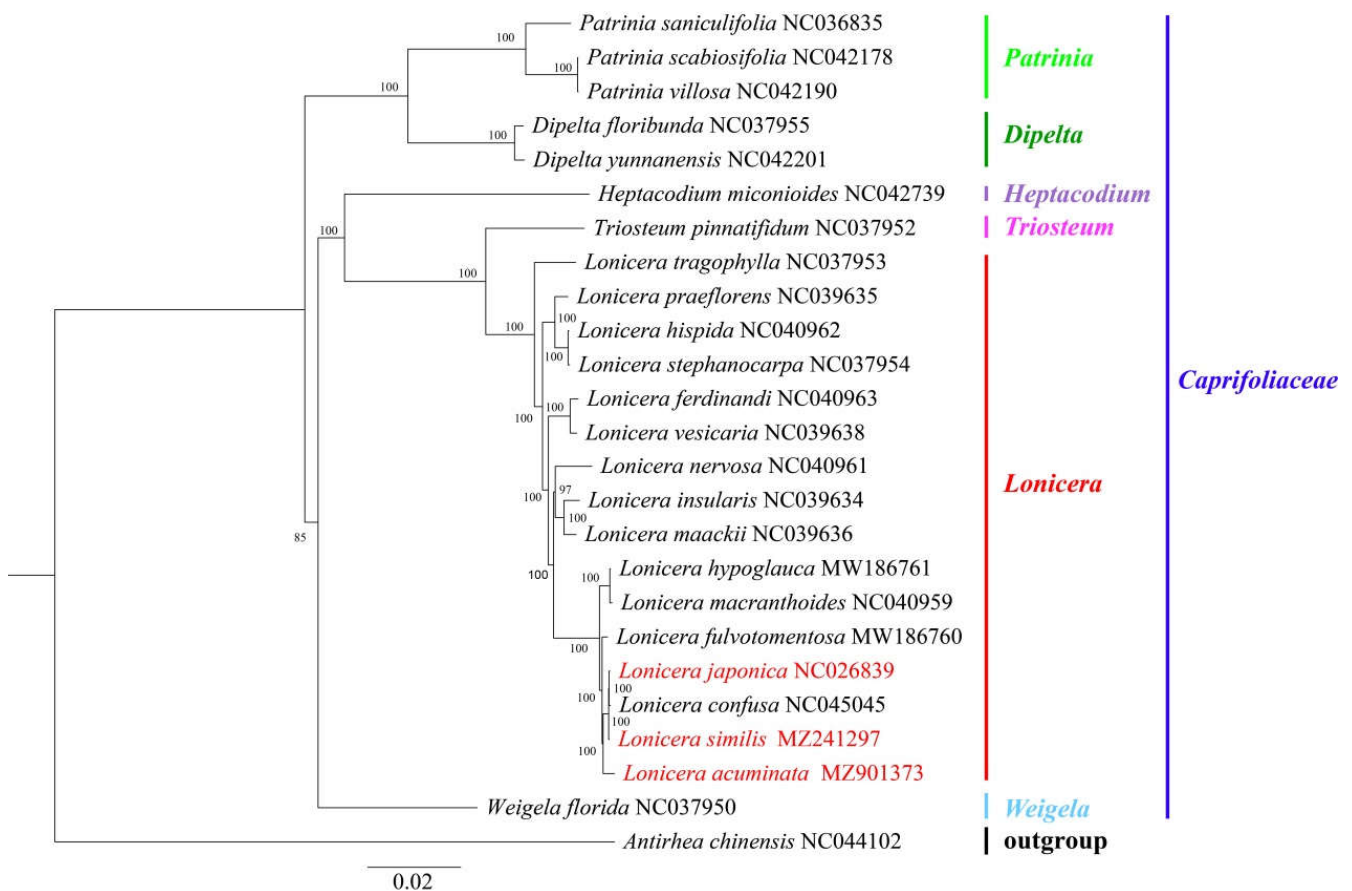 Patrinia saniculifolia NC036835
100
Patrinia scabiosifolia NC042178
100
Patrinia
Patrinia villosa NC042190
100
Dipelta floribunda NC037955
100
Dipelta
Dipelta yunnanensis NC042201
Heptacodium miconioides NC042739
Heptacodium
100
Triosteum pinnatifidum NC037952
Triosteum
100
Lonicera tragophylla NC037953
Lonicera praeflorens NC039635
100
100
Lonicera hispida NC040962
100
Lonicera stephanocarpa NC037954
Caprifoliaceae
Lonicera ferdinandi NC040963
100
100
Lonicera vesicaria NC039638
Lonicera nervosa NC040961
Lonicera
97
100
Lonicera insularis NC039634
100
Lonicera maackii NC039636
85
Lonicera hypoglauca MW186761
100
100
Lonicera macranthoides NC040959
Lonicera fulvotomentosa MW186760
100
Lonicera japonica NC026839
100
100
Lonicera confusa NC045045
100
Lonicera similis MZ241297
100
Lonicera acuminata MZ901373
Weigela florida NC037950
Weigela
Antirhea chinensis NC044102
outgroup
0.02